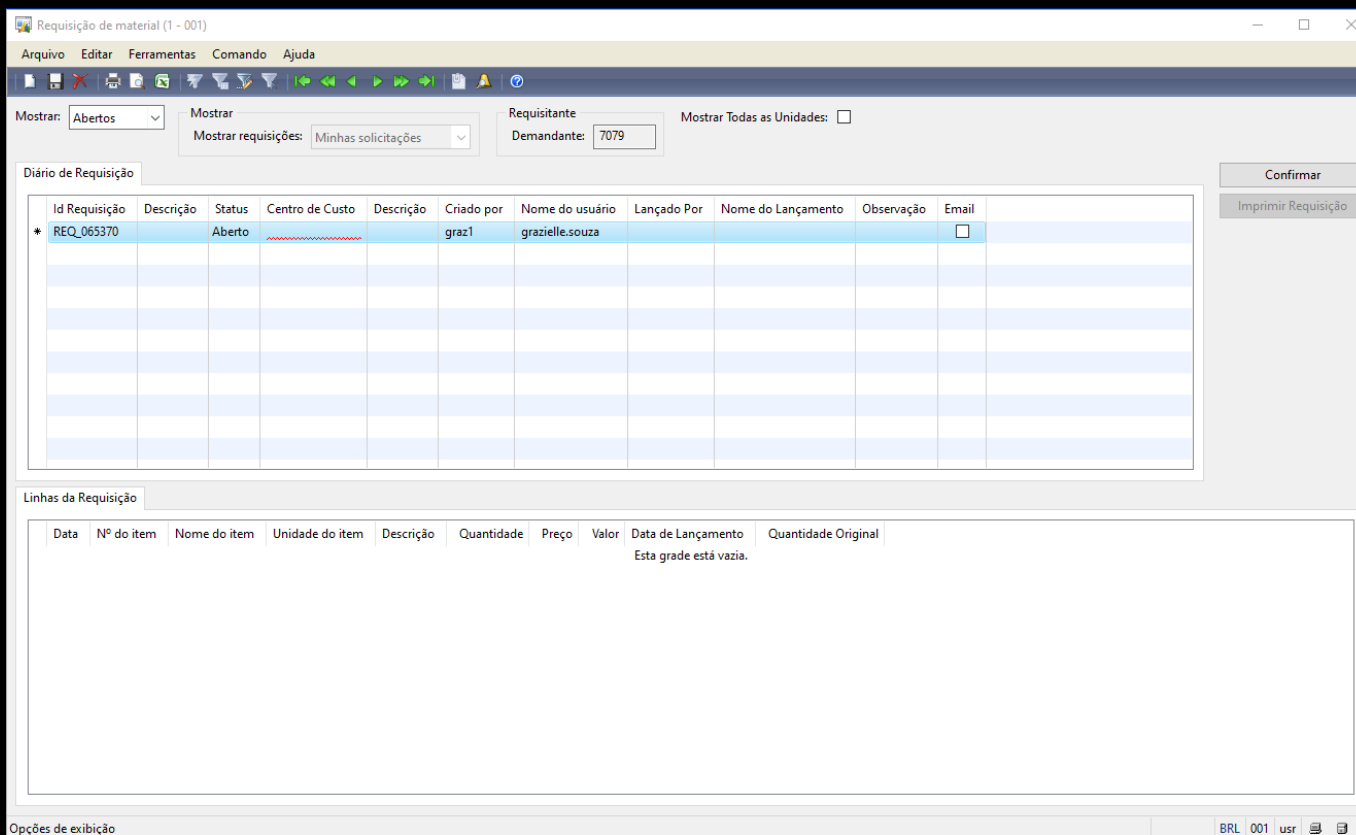 Requisição de material (1 - 001)
Arquivo Editar Ferramentas Comando Ajuda
Mostrar: Abertos Mostrar Requisitante Mostrar Todas as Unidades:
Mostrar requisições: Minhas solicitações Demandante: 7079
Diário de Requisição
Confirmar
Imprimir Requisição
Id Requisição Descrição Status Centro de Custo Descrição Criado por Nome do usuário Lançado Por Nome do Lançamento Observação Email
* REQ_065370 Aberto graz1 grazielle.souza
Linhas da Requisição
Data Nº do item Nome do item Unidade do item Descrição Quantidade Preço Valor Data de Lançamento Quantidade Original
Esta grade está vazia.
Opções de exibição BRL 001 usr